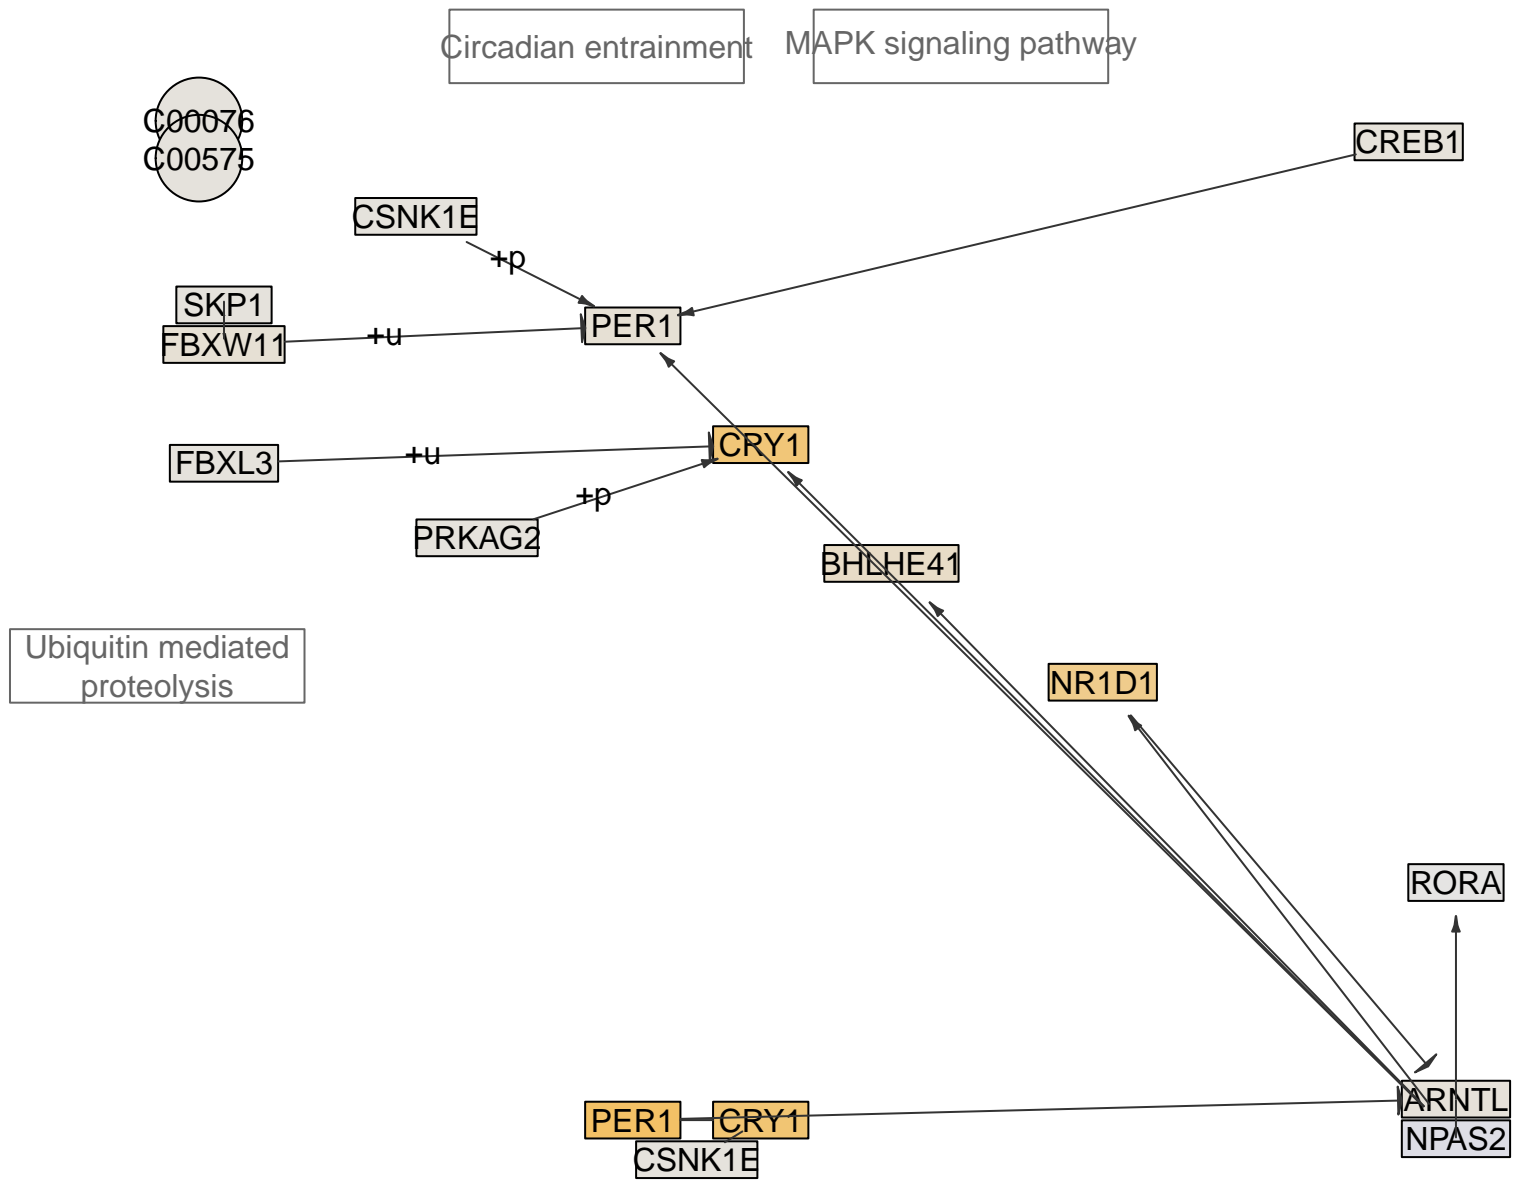 Circadian entrainment
MAPK signaling pathway
C00076
C00575
CREB1
CSNK1E
+p
SKP1
FBXW11
+u
PER1
FBXL3
+u
CRY1
+p
PRKAG2
BHLHE41
Ubiquitin mediated
proteolysis
NR1D1
RORA
PER1
CRY1
CSNK1E
ARNTL
NPAS2